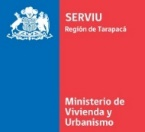 SERVIU
Región de Tarapacá
Ministerio de
Vivienda y
Urbanismo